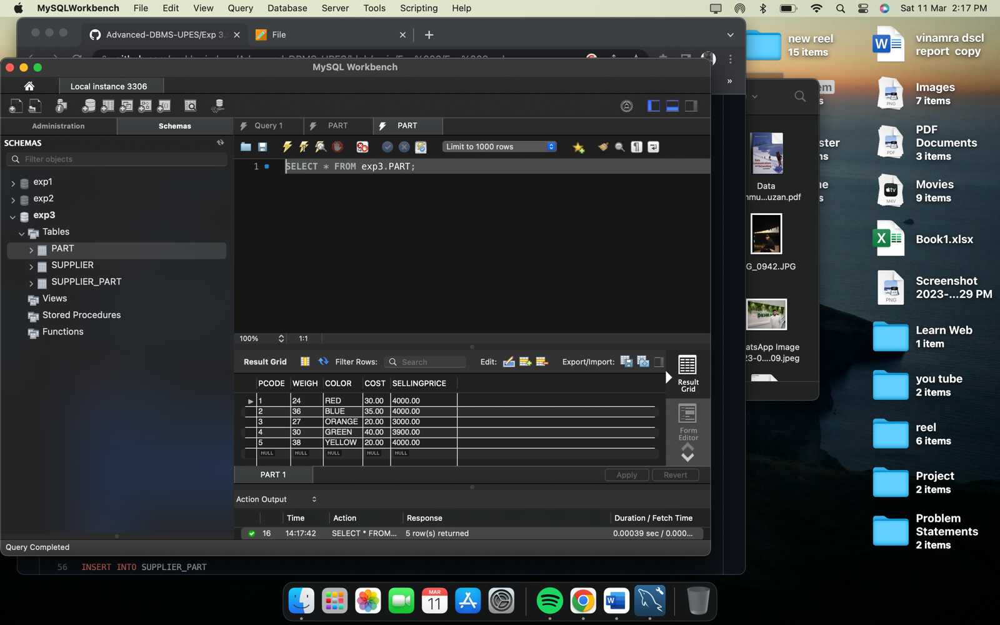 MySQLWorkbench File Edit View Query Database Server Tools Scripting Help Sat 11 Mar 2:17 PM
Advanced-DBMS-UPES/Exp 3. File
MySQL Workbench
Local instance 3306
Administration Schemas
Query 1 PART PART
SCHEMAS
Filter objects
exp1
exp2
exp3
Tables
PART
SUPPLIER
SUPPLIER_PART
Views
Stored Procedures
Functions
Limit to 1000 rows
1 SELECT * FROM exp3.PART;
100% 1:1
Result Grid Filter Rows: Search Edit: Export/Import:
PCODE WEIGH COLOR COST SELLINGPRICE
1 24 RED 30.00 4000.00
2 36 BLUE 35.00 4000.00
3 27 ORANGE 20.00 3000.00
4 30 GREEN 40.00 3900.00
5 38 YELLOW 20.00 4000.00
NULL NULL NULL NULL NULL
Result
Grid
Form
Editor
PART 1 Apply Revert
Action Output
Time Action Response Duration / Fetch Time
16 14:17:42 SELECT * FROM... 5 row(s) returned 0.00039 sec / 0.000...
Query Completed
56 INSERT INTO SUPPLIER_PART
new reel
15 items
em
s
ster
s
ne
s
Data
nmu...uzan.pdf
G_0942.JPG
DEHRA
atsApp Image
23-0....09.jpeg
W
vinamra dscl
report copy
PNG
Images
7 items
PDF
PDF
Documents
3 items
tv
M4V
Movies
9 items
X
Book1.xlsx
PNG
Screenshot
2023-...29 PM
Learn Web
1 item
you tube
2 items
reel
6 items
Project
2 items
Problem
Statements
2 items
MAR
11
W